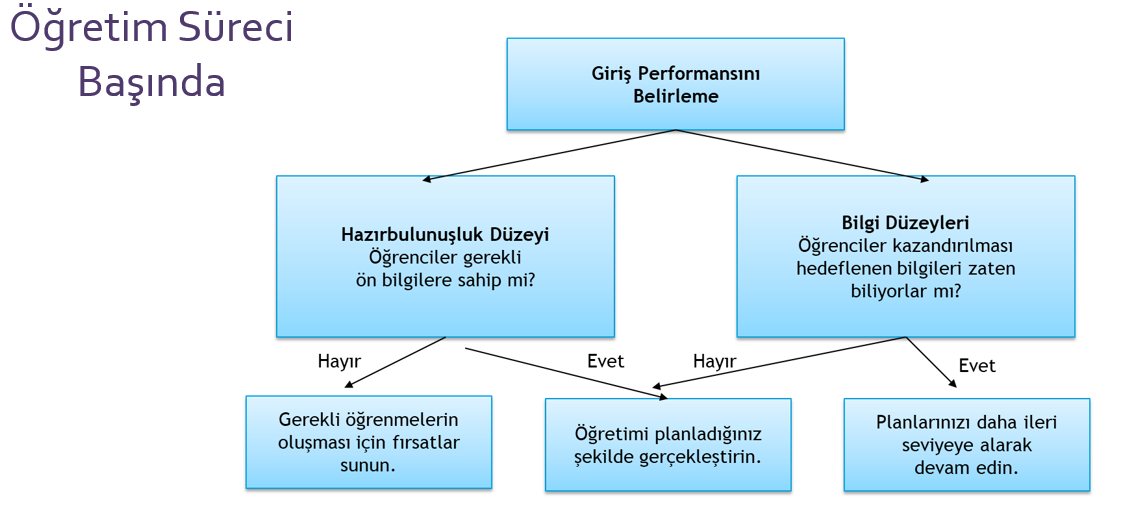 Öğretim Süreci
Başında
Giriş Performansını
Belirleme
Hazırbulunuşluk Düzeyi
Öğrenciler gerekli
ön bilgilere sahip mi?
Bilgi Düzeyleri
Öğrenciler kazandırılması
hedeflenen bilgileri zaten
biliyorlar mı?
Hayır
Evet
Hayır
Evet
Gerekli öğrenmelerin
oluşması için fırsatlar
sunun.
Öğretimi planladığınız
şekilde gerçekleştirin.
Planlarınızı daha ileri
seviyeye alarak
devam edin.